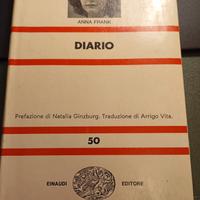 ANNA FRANK
DIARIO
Prefazione di Natalia Ginzburg. Traduzione di Arrigo Vita.
50
EINAUDI EDITORE